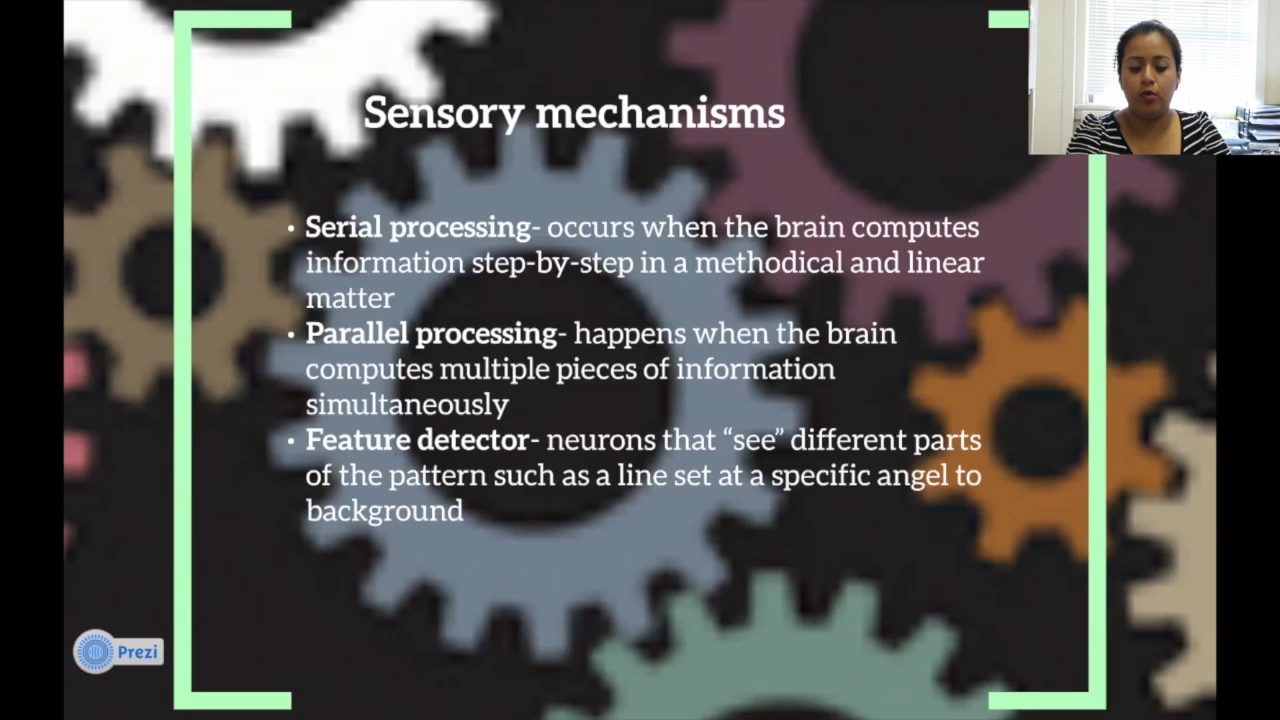 Sensory mechanisms
• Serial processing- occurs when the brain computes
information step-by-step in a methodical and linear
matter
• Parallel processing- happens when the brain
computes multiple pieces of information
simultaneously
• Feature detector- neurons that “see” different parts
of the pattern such as a line set at a specific angel to
background
Prezi